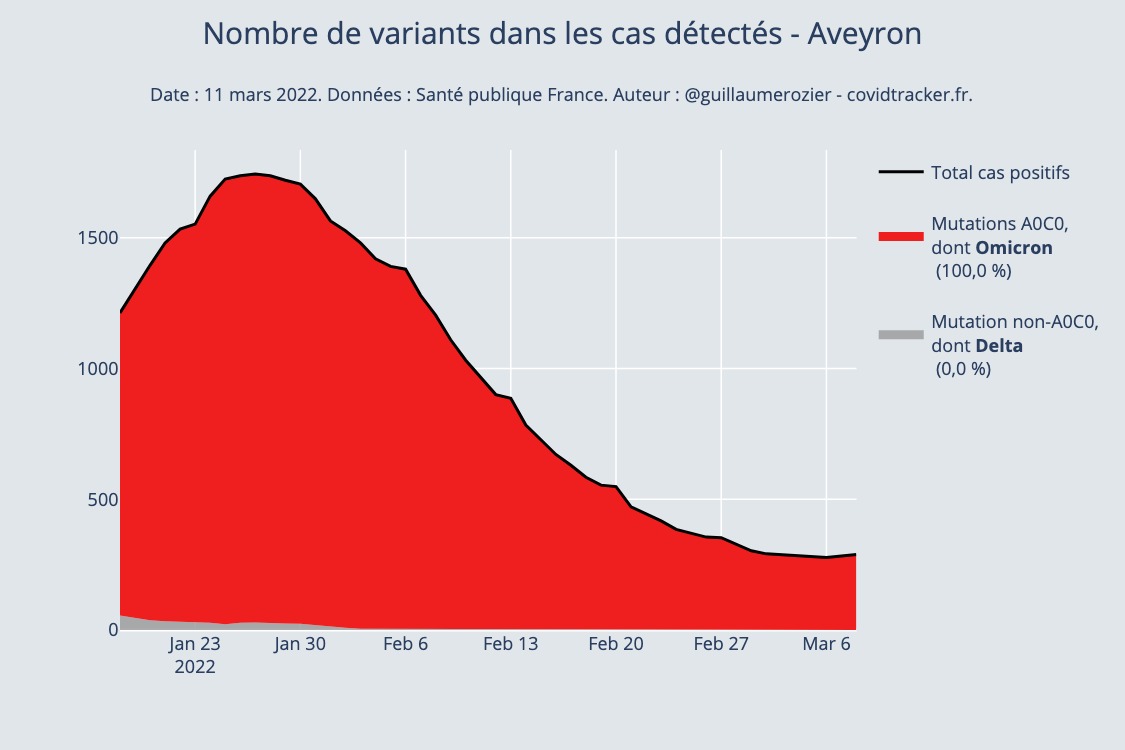 Nombre de variants dans les cas détectés - Aveyron
Date : 11 mars 2022. Données : Santé publique France. Auteur : @guillaumerozier - covidtracker.fr.
Total cas positifs
Mutations A0C0,
dont Omicron
(100,0 %)
Mutation non-A0C0,
dont Delta
(0,0 %)
1500
1000
500
0
Jan 23
2022
Jan 30
Feb 6
Feb 13
Feb 20
Feb 27
Mar 6